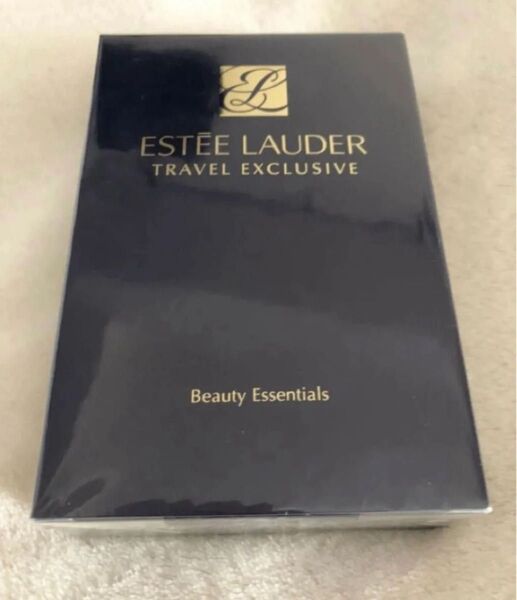 EL
ESTĒE LAUDER
TRAVEL EXCLUSIVE
Beauty Essentials